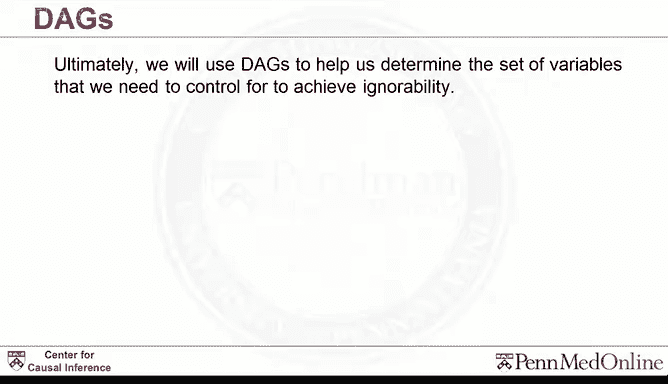 DAGs
Ultimately, we will use DAGs to help us determine the set of variables
that we need to control for to achieve ignorability.
Center for
Causal Inference
PennMedOnline